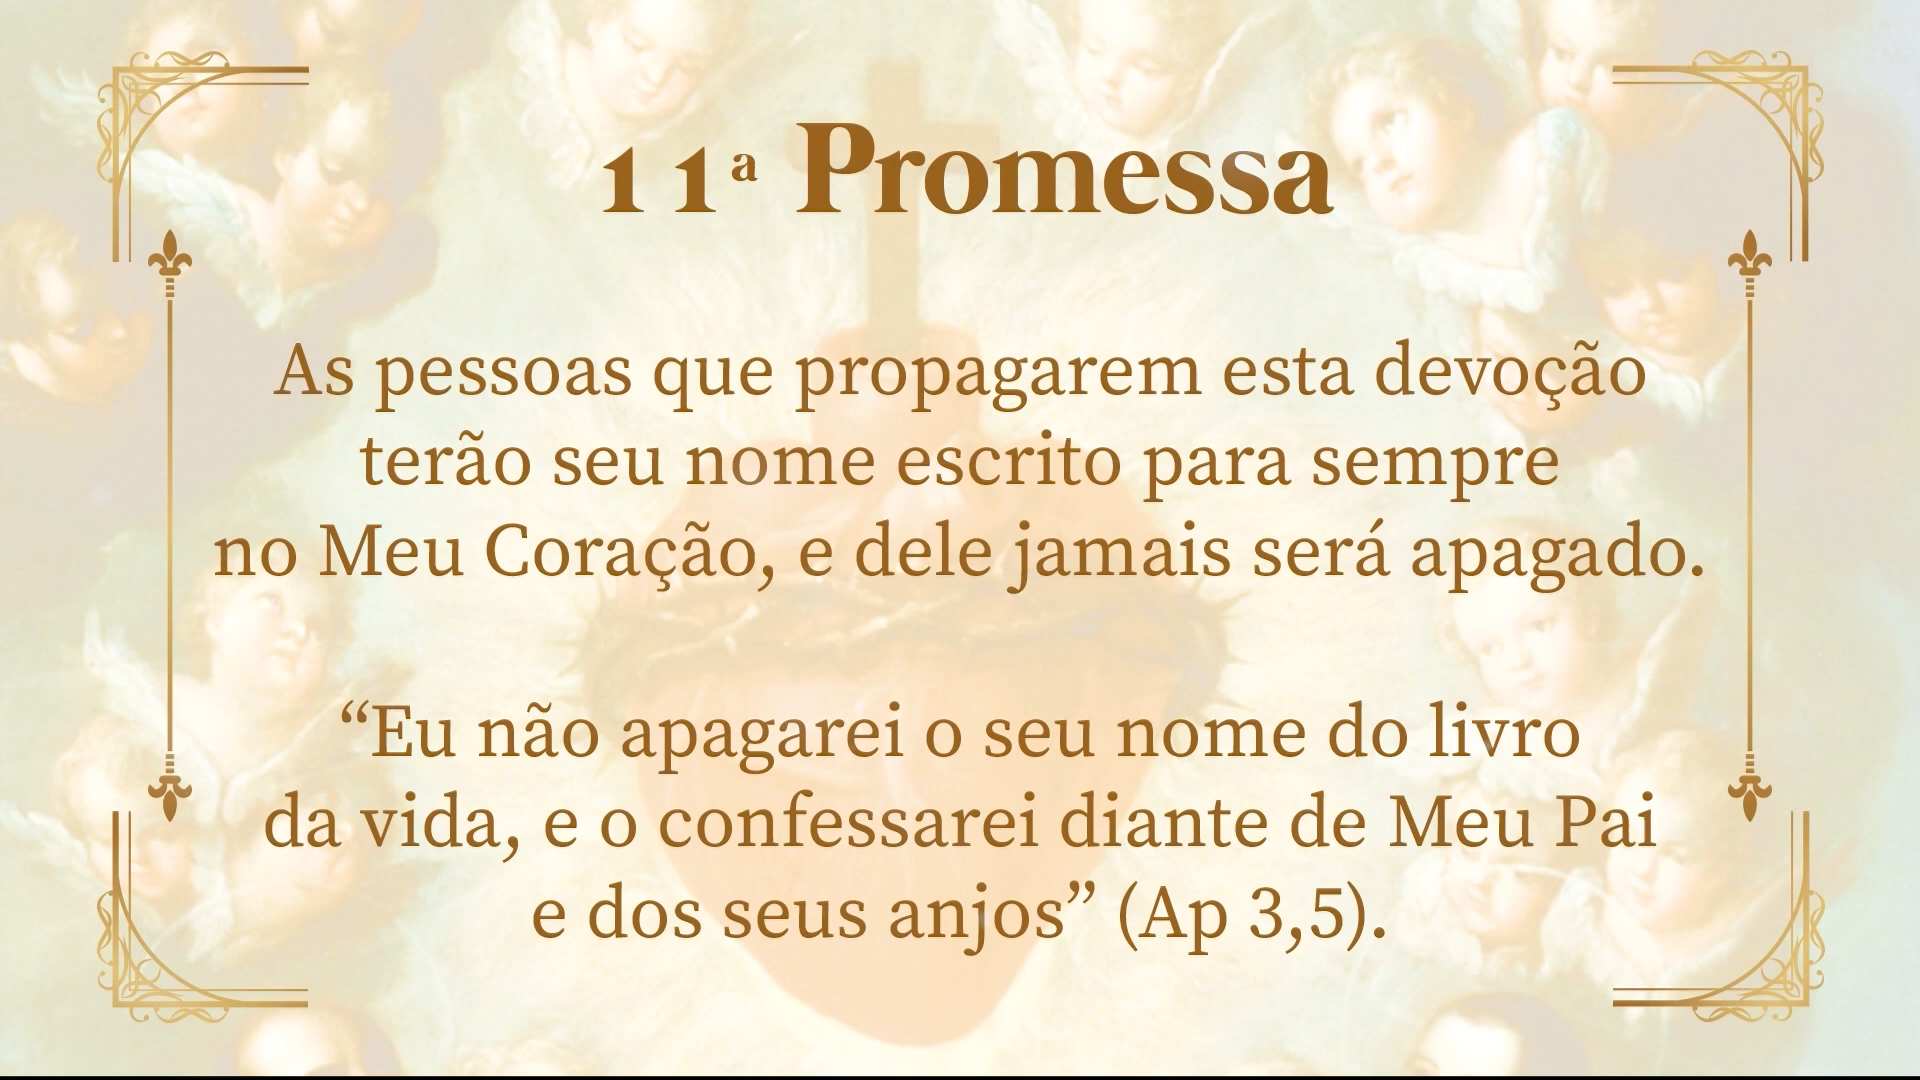 11ª Promessa
As pessoas que propagarem esta devoção
terão seu nome escrito para sempre
no Meu Coração, e dele jamais será apagado.
“Eu não apagarei o seu nome do livro
da vida, e o confessarei diante de Meu Pai
e dos seus anjos” (Ap 3,5).